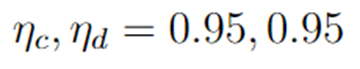 η_c, η_d = 0.95, 0.95